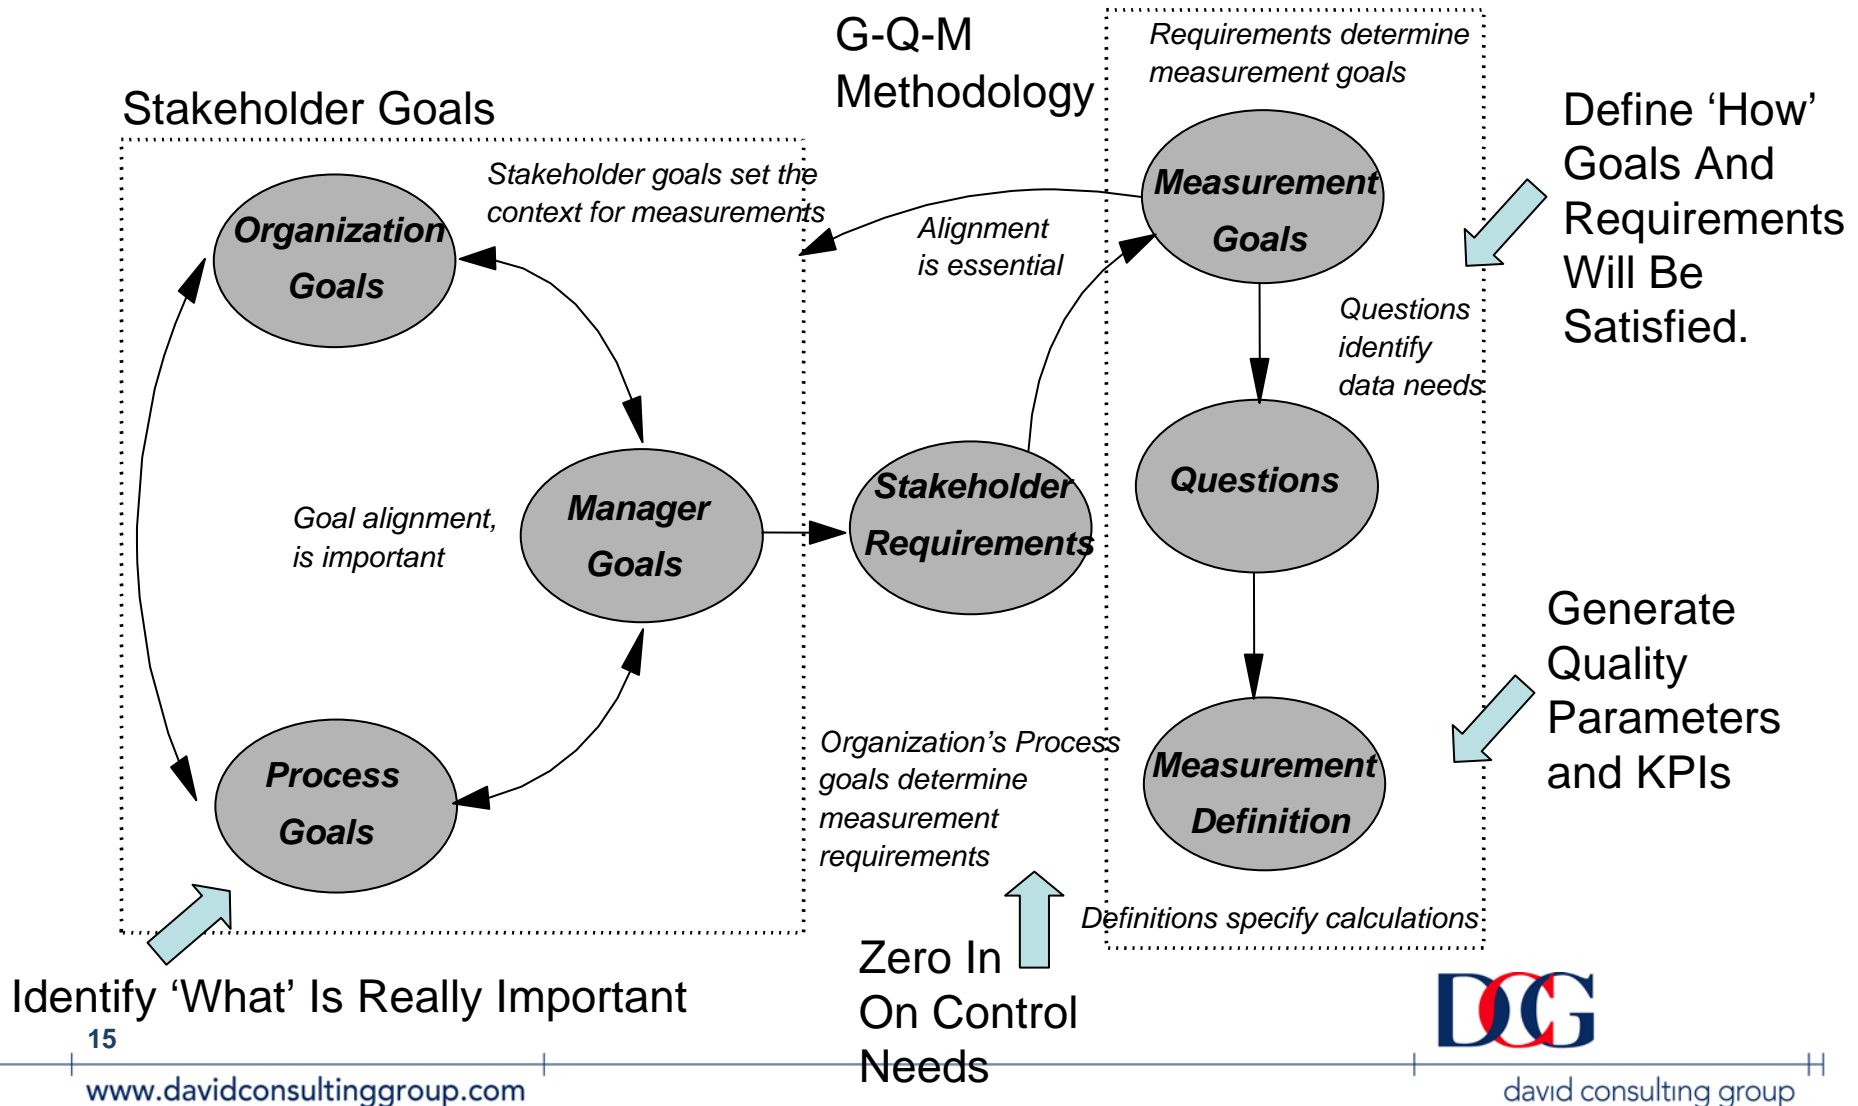 G-Q-M
Methodology
Requirements determine
measurement goals
Stakeholder Goals
Stakeholder goals set the
context for measurements
Organization
Goals
Alignment
is essential
Measurement
Goals
Define ‘How’
Goals And
Requirements
Will Be
Satisfied.
Questions
identify
data needs
Goal alignment,
is important
Manager
Goals
Stakeholder
Requirements
Questions
Process
Goals
Organization’s Process
goals determine
measurement
requirements
Measurement
Definition
Generate
Quality
Parameters
and KPIs
Definitions specify calculations
Identify ‘What’ Is Really Important
Zero In
On Control
Needs
15
www.davidconsultinggroup.com
DCG
david consulting group